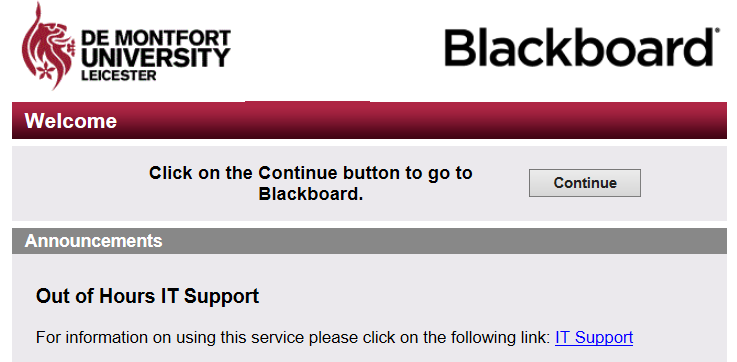 DE MONTFORT
UNIVERSITY
LEICESTER
Blackboard
Welcome
Click on the Continue button to go to
Blackboard.
Continue
Announcements
Out of Hours IT Support
For information on using this service please click on the following link: IT Support